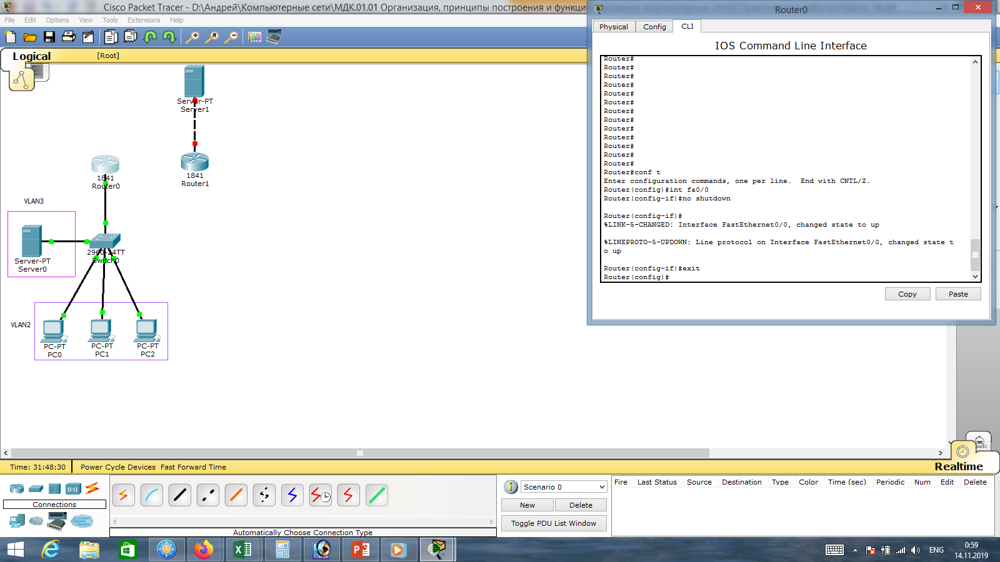 Cisco Packet Tracer - D:\Андрей\Компьютерные сети\МДК.01.01 Организация, принципы построения и функцио
File Edit Options View Tools Extensions Help
Logical
[Root]
Server-PT
Server1
1841
Router0
1841
Router1
VLAN3
Server-PT
Server0
2960-24TT
Switch0
VLAN2
PC-PT
PC0
PC-PT
PC1
PC-PT
PC2
Router0
Physical Config CLI
IOS Command Line Interface
Router#
Router#
Router#
Router#
Router#
Router#
Router#
Router#
Router#
Router#
Router#
Router#
Router#
Router#conf t
Enter configuration commands, one per line.  End with CNTL/Z.
Router(config)#int fa0/0
Router(config-if)#no shutdown
Router(config-if)#
%LINK-5-CHANGED: Interface FastEthernet0/0, changed state to up
%LINEPROTO-5-UPDOWN: Line protocol on Interface FastEthernet0/0, changed state t
o up
Router(config-if)#exit
Router(config)#
Copy Paste
Time: 31:48:30 Power Cycle Devices Fast Forward Time
Realtime
Connections
Automatically Choose Connection Type
Scenario 0
New Delete
Toggle PDU List Window
Fire Last Status Source Destination Type Color Time (sec) Periodic Num Edit Delete
ENG
0:59
14.11.2019